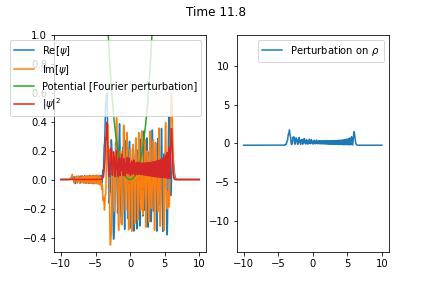 Time 11.8
Re[ψ]
Im[ψ]
Potential [Fourier perturbation]
|ψ|²
1.0
0.8
0.6
0.4
0.2
0.0
−0.2
−0.4
−10 −5 0 5 10
Perturbation on ρ
10
5
0
−5
−10
−10 −5 0 5 10